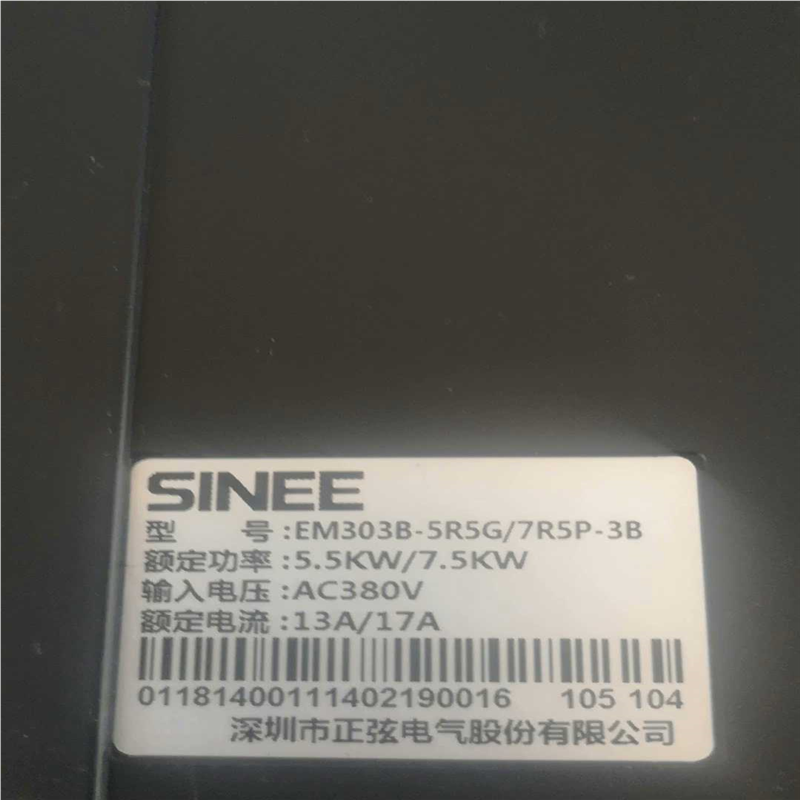 SINEE
型 号:EM303B-5R5G/7R5P-3B
额定功率:5.5KW/7.5KW
输入电压:AC380V
额定电流:13A/17A
01181400111402190016 105 104
深圳市正弦电气股份有限公司